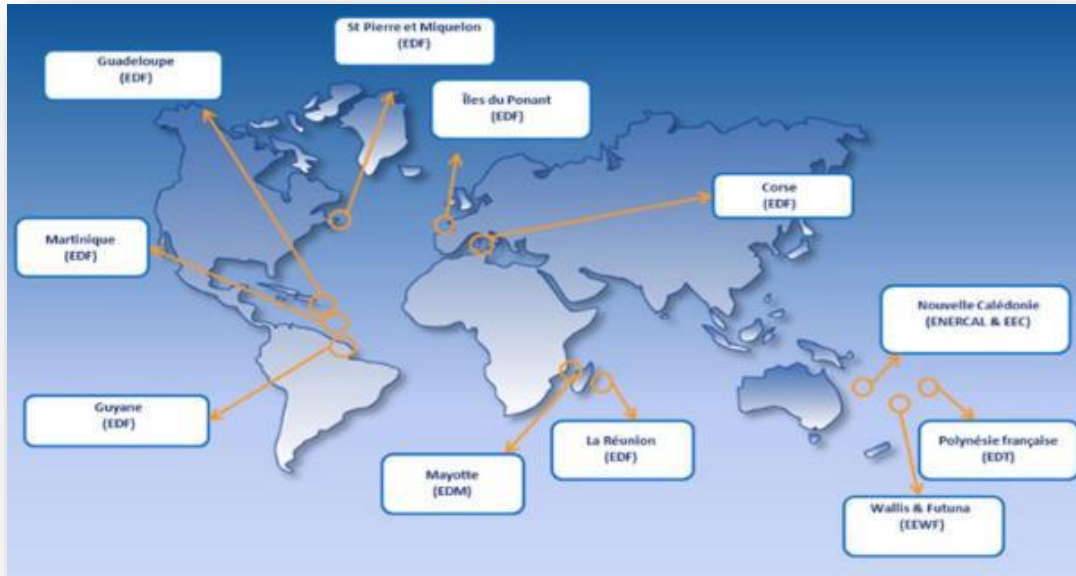 St Pierre et Miquelon
(EDF)
Guadeloupe
(EDF)
Îles du Ponant
(EDF)
Corse
(EDF)
Martinique
(EDF)
Nouvelle Calédonie
(ENERCAL & EEC)
Guyane
(EDF)
La Réunion
(EDF)
Polynésie française
(EDT)
Mayotte
(EDM)
Wallis & Futuna
(EEWF)